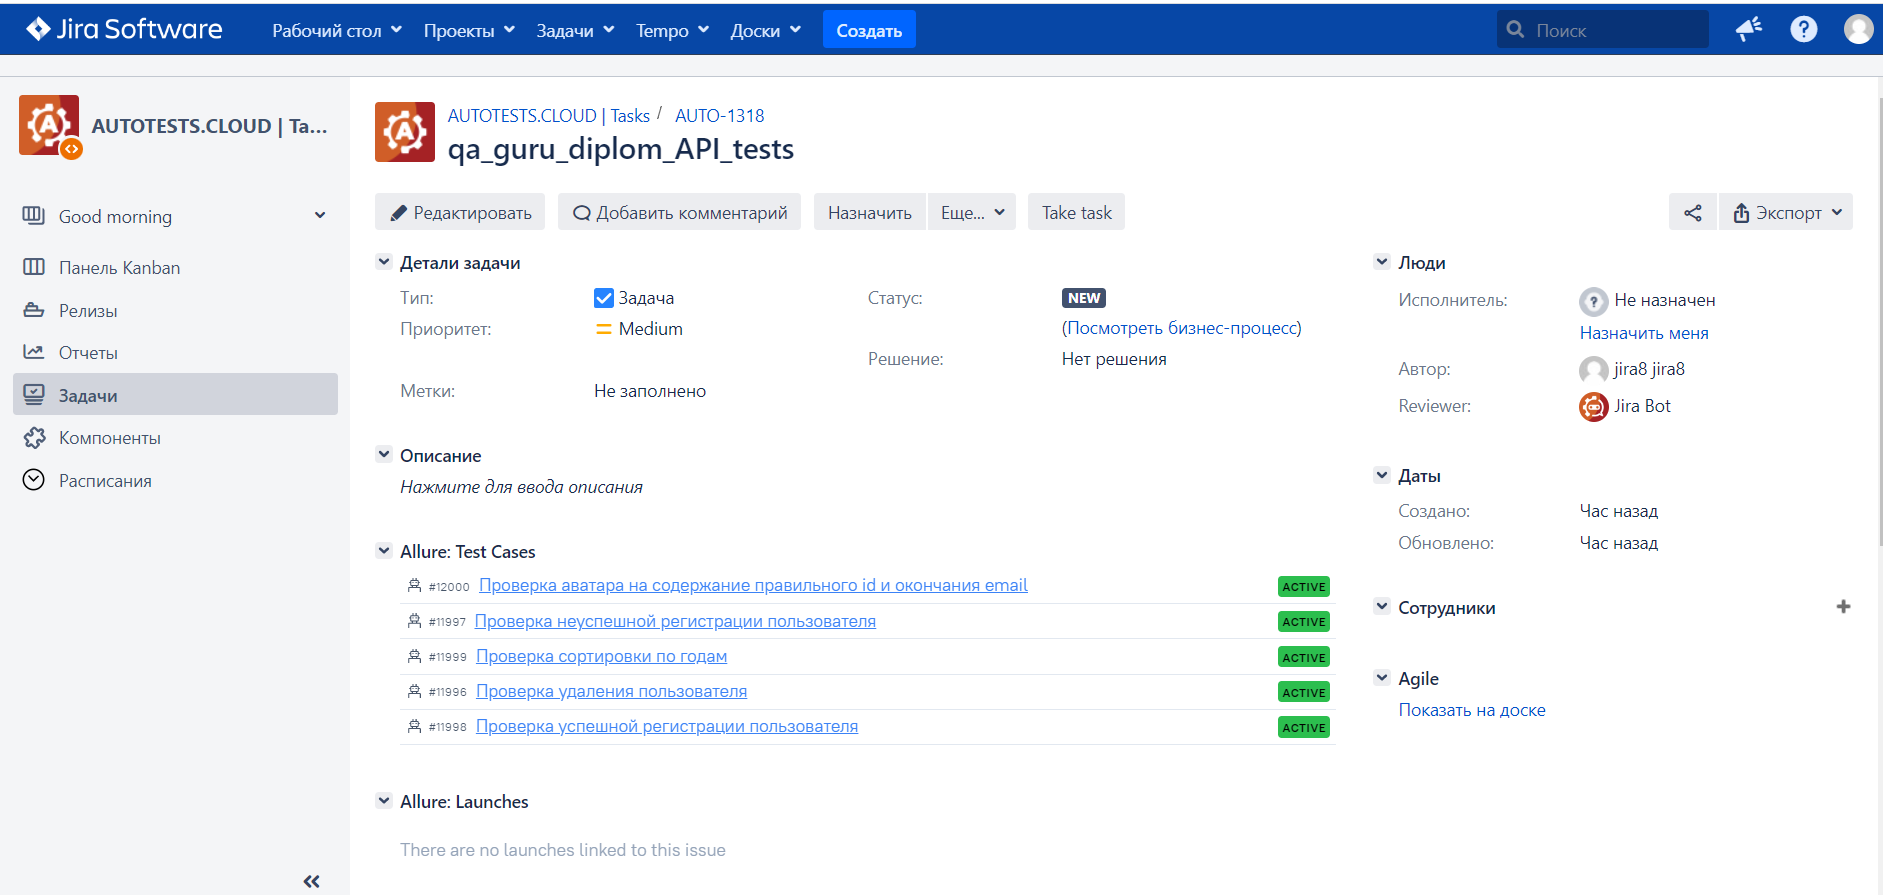 Jira Software Рабочий стол Проекты Задачи Tempo Доски Создать Поиск
AUTOTESTS.CLOUD | Ta...
Good morning
Панель Kanban
Релизы
Отчеты
Задачи
Компоненты
Расписания
AUTOTESTS.CLOUD | Tasks / AUTO-1318
qa_guru_diplom_API_tests
Редактировать Добавить комментарий Назначить Еще... Take task Экспорт
Детали задачи
Тип: Задача Статус: NEW
Приоритет: Medium (Посмотреть бизнес-процесс)
Решение: Нет решения
Метки: Не заполнено
Описание
Нажмите для ввода описания
Allure: Test Cases
#12000 Проверка аватара на содержание правильного id и окончания email ACTIVE
#11997 Проверка неуспешной регистрации пользователя ACTIVE
#11999 Проверка сортировки по годам ACTIVE
#11996 Проверка удаления пользователя ACTIVE
#11998 Проверка успешной регистрации пользователя ACTIVE
Allure: Launches
There are no launches linked to this issue
Люди
Исполнитель: Не назначен
Назначить меня
Автор: jira8 jira8
Reviewer: Jira Bot
Даты
Создано: Час назад
Обновлено: Час назад
Сотрудники
Agile
Показать на доске